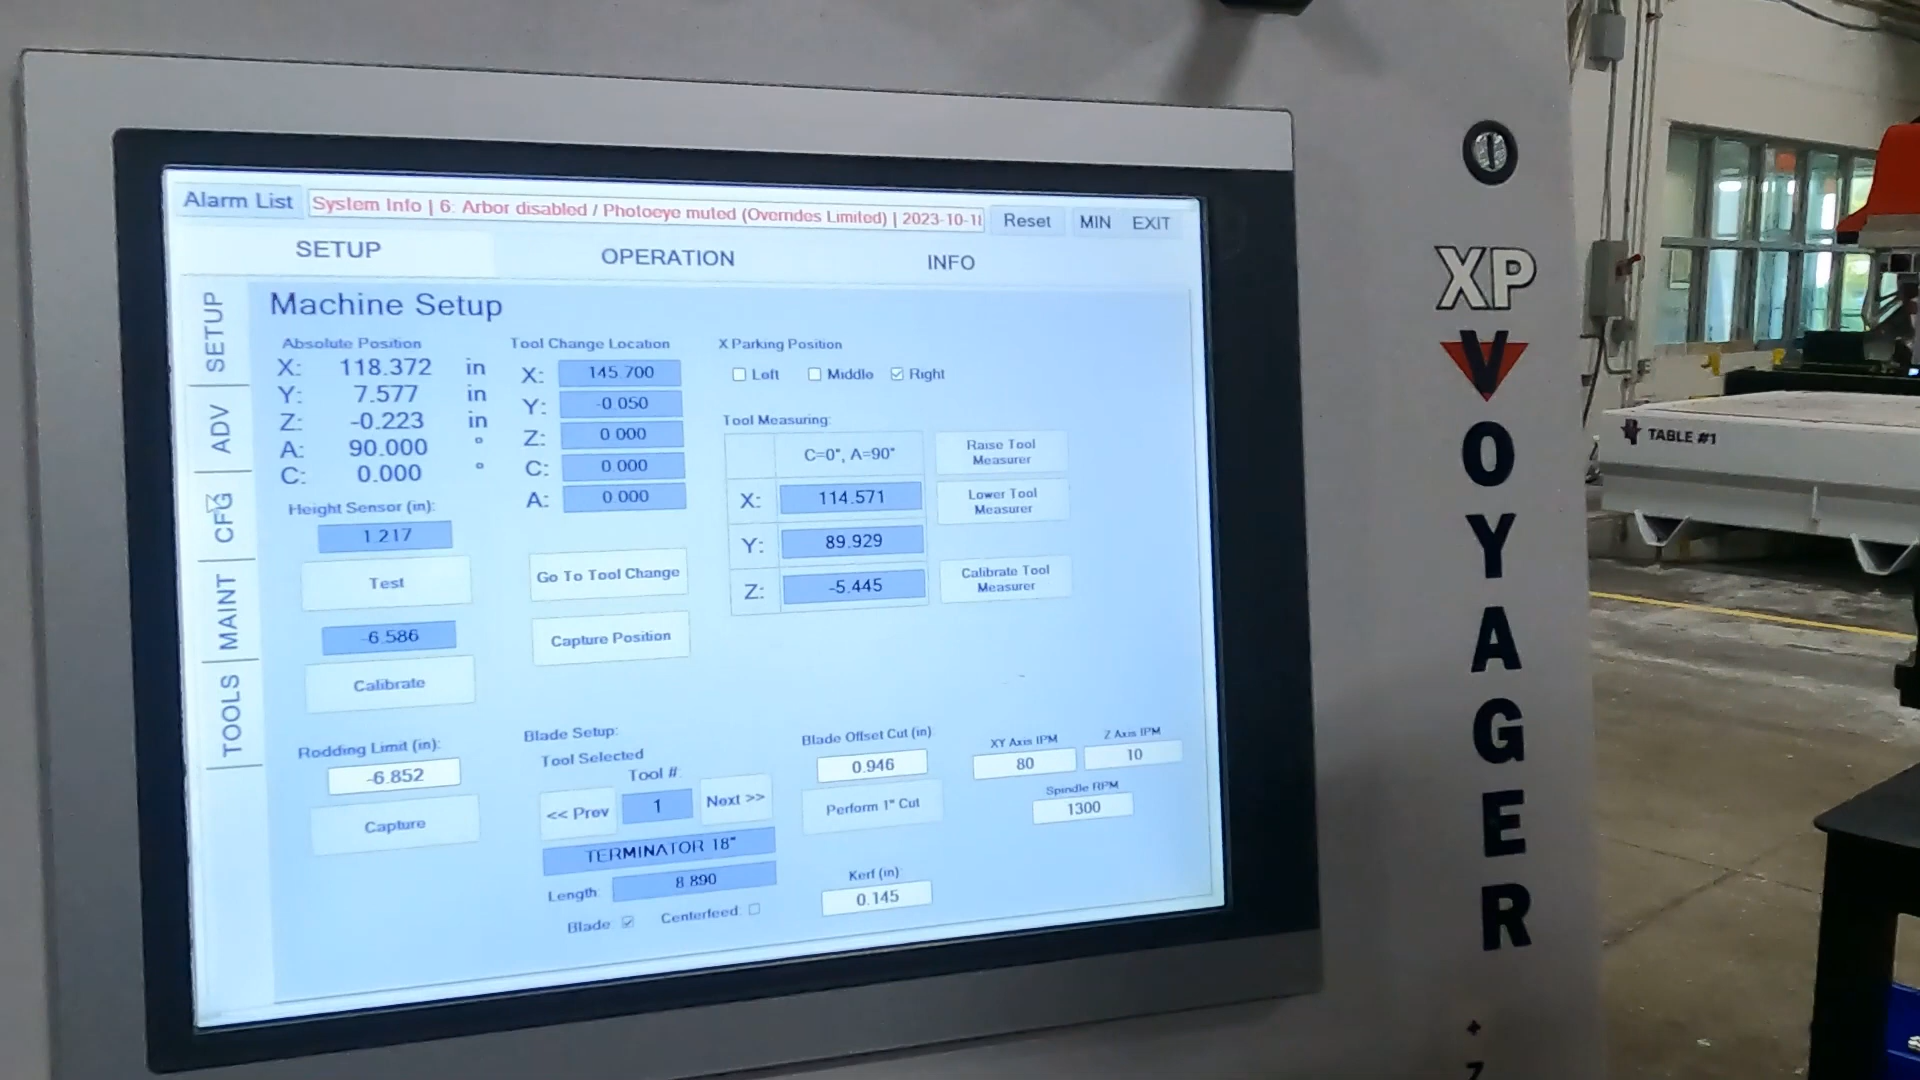 Alarm List
System Info | 6: Arbor disabled / Photoeye muted (Overrides Limited) | 2023-10-1
Reset
MIN
EXIT
SETUP
OPERATION
INFO
SETUP
ADV
CFG
MAINT
TOOLS
Machine Setup
Absolute Position
X: 118.372 in
Y: 7.577 in
Z: -0.223 in
A: 90.000 °
C: 0.000 °
Height Sensor (in):
1.217
Test
-6.586
Calibrate
Rodding Limit (in):
-6.852
Capture
Tool Change Location
X: 145.700
Y: -0.050
Z: 0.000
C: 0.000
A: 0.000
Go To Tool Change
Capture Position
X Parking Position
Left
Middle
Right
Tool Measuring:
C=0°, A=90°
X: 114.571
Y: 89.929
Z: -5.445
Raise Tool
Measurer
Lower Tool
Measurer
Calibrate Tool
Measurer
Blade Setup:
Tool Selected
Tool #:
<< Prev
1
Next >>
TERMINATOR 18"
Length: 8.890
Blade:
Centerfeed:
Blade Offset Cut (in)
0.946
Perform 1" Cut
Kerf (in)
0.145
XY Axis IPM
80
Z Axis IPM
10
Spindle RPM
1300
XP
VOYAGER
+
Z
TABLE #1